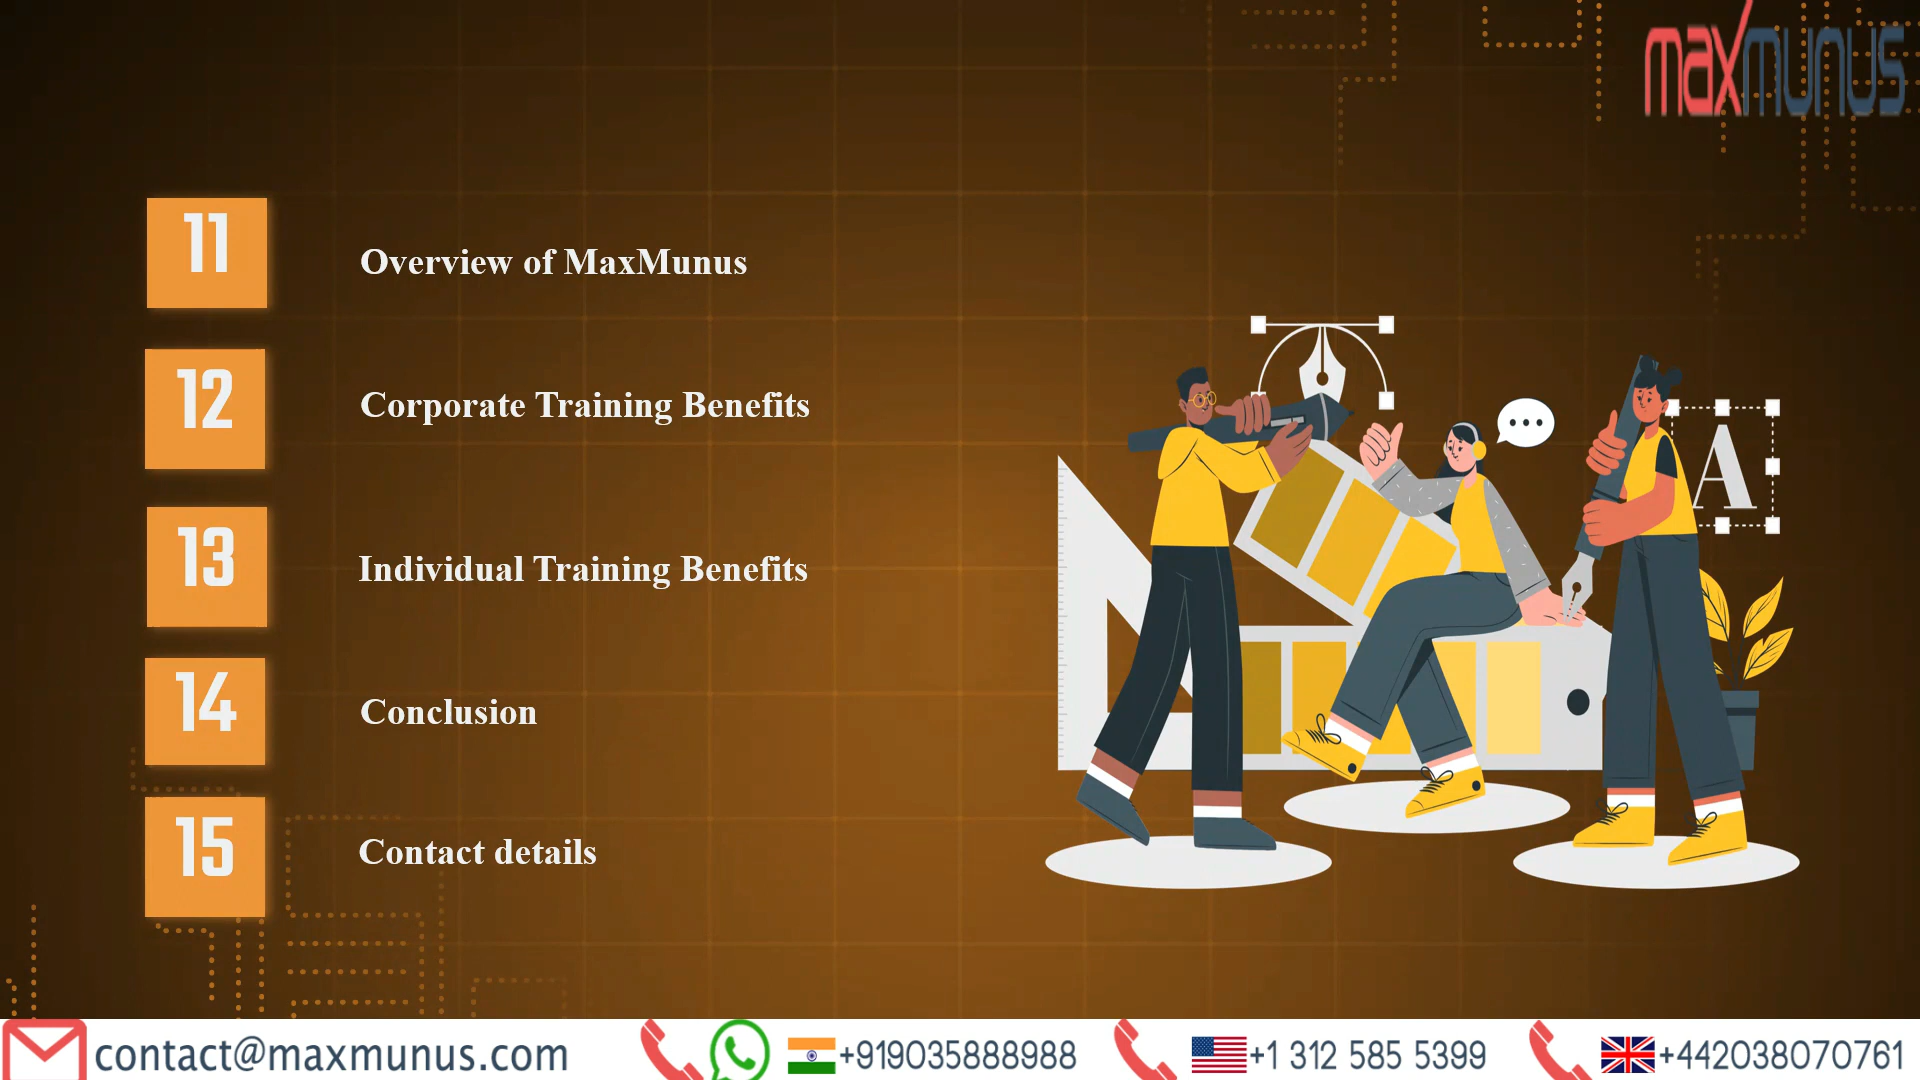 maxmunus
11
Overview of MaxMunus
12
Corporate Training Benefits
13
Individual Training Benefits
A
14
Conclusion
15
Contact details
contact@maxmunus.com
+919035888988
+1 312 585 5399
+442038070761